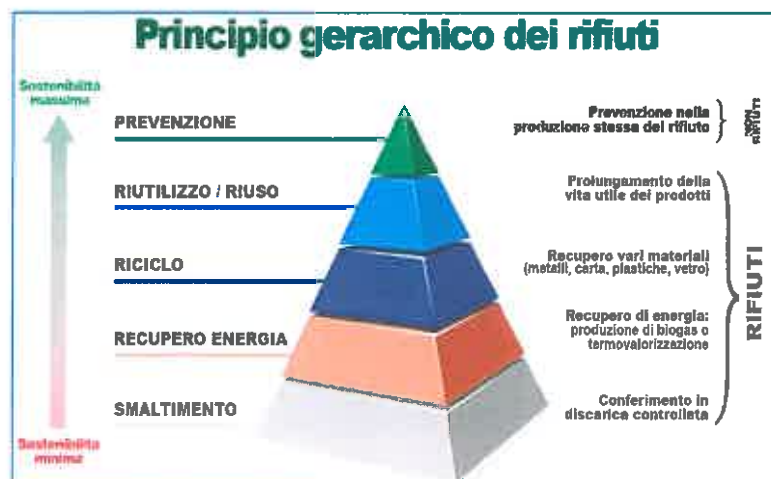 Principio gerarchico dei rifiuti
Sostenibilità
massima
PREVENZIONE
Prevenzione nella
produzione stessa del rifiuto
NON
RIFIUTI
RIUTILIZZO / RIUSO
Prolungamento della
vita utile dei prodotti
RICICLO
Recupero vari materiali
(metalli, carta, plastiche, vetro)
RECUPERO ENERGIA
Recupero di energia:
produzione di biogas o
termovalorizzazione
SMALTIMENTO
Conferimento in
discarica controllata
RIFIUTI
Sostenibilità
minima